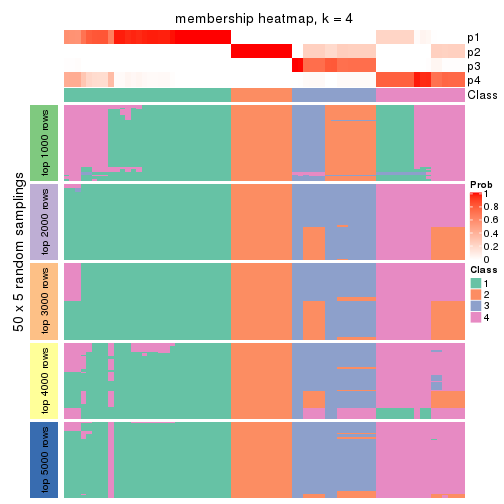 membership heatmap, k = 4
p1
p2
p3
p4
Class
50 x 5 random samplings
top 1000 rows
top 2000 rows
top 3000 rows
top 4000 rows
top 5000 rows
Prob
1
0.8
0.6
0.4
0.2
0
Class
1
2
3
4